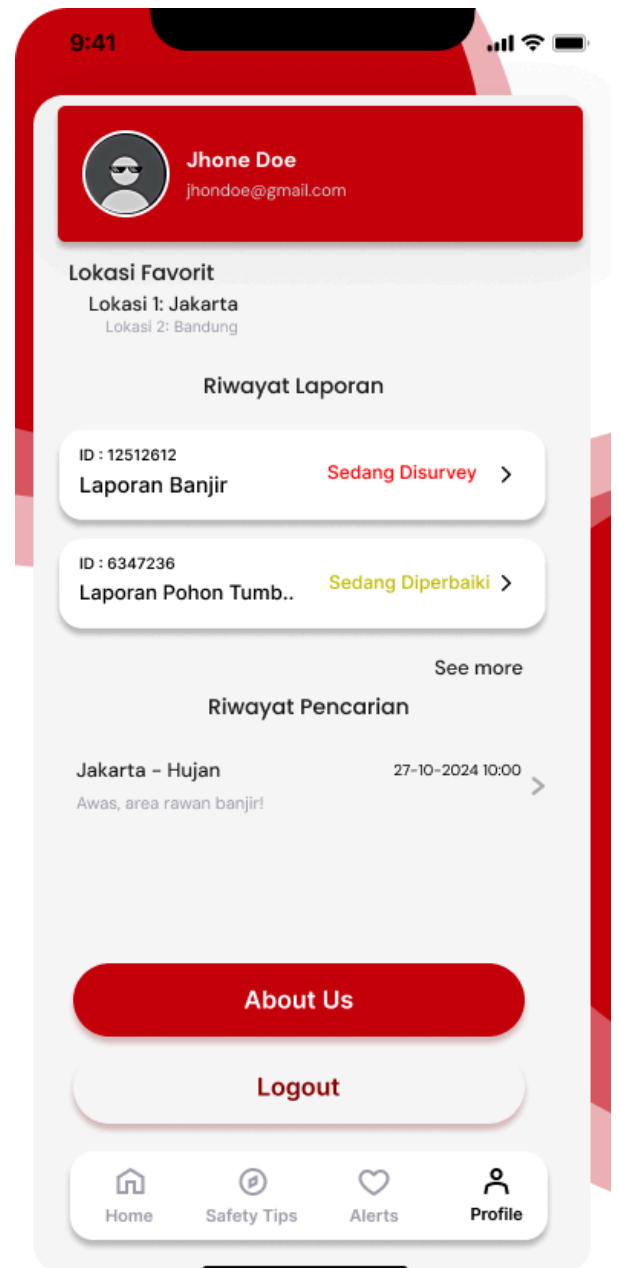 9:41
Jhone Doe
jhondoe@gmail.com
Lokasi Favorit
Lokasi 1: Jakarta
Lokasi 2: Bandung
Riwayat Laporan
ID : 12512612
Laporan Banjir
Sedang Disurvey
ID : 6347236
Laporan Pohon Tumb..
Sedang Diperbaiki
See more
Riwayat Pencarian
Jakarta - Hujan
27-10-2024 10:00
Awas, area rawan banjir!
About Us
Logout
Home
Safety Tips
Alerts
Profile